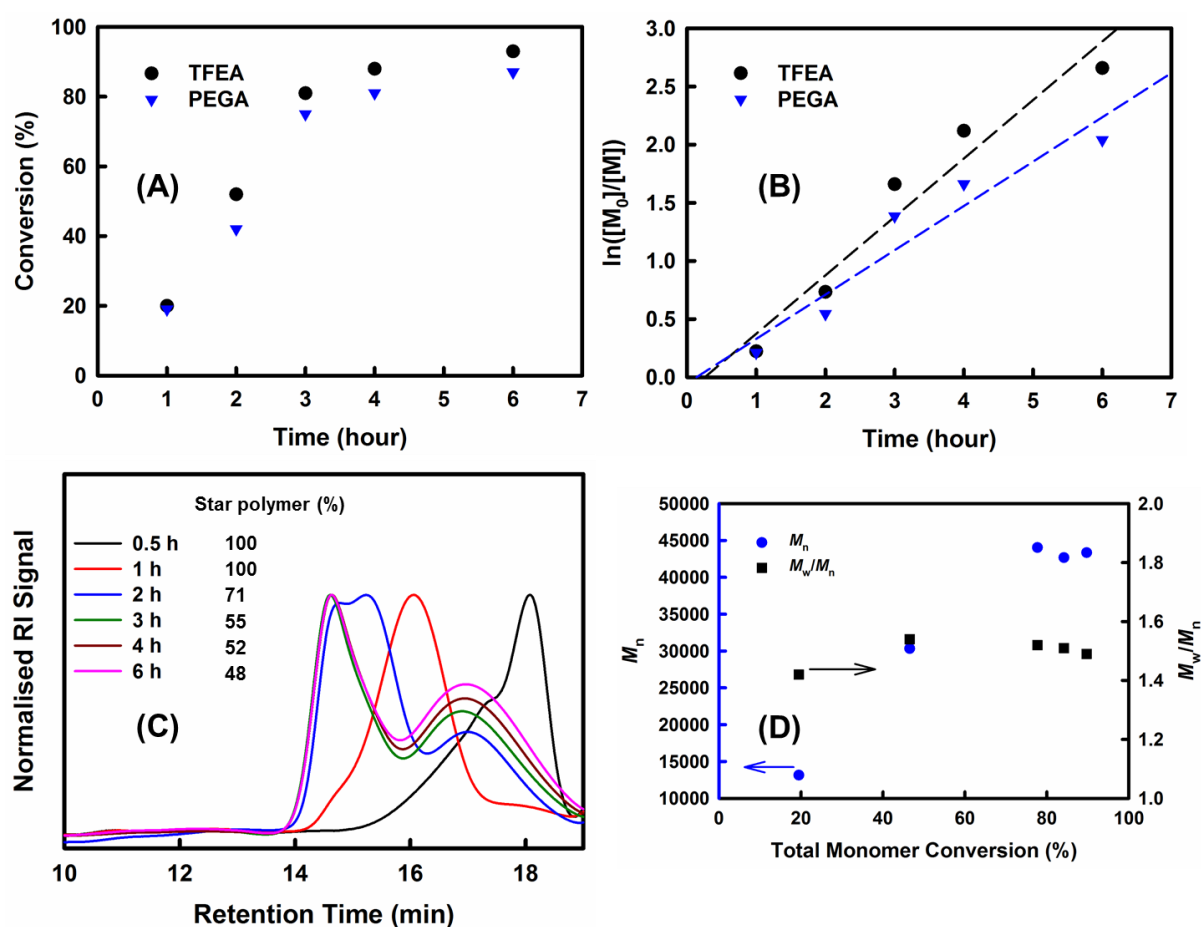 100
80
60
40
20
0
Conversion (%)
TFEA
PEGA
(A)
0 1 2 3 4 5 6 7
Time (hour)
3.0
2.5
2.0
1.5
1.0
0.5
0.0
ln([M0]/[M])
TFEA
PEGA
(B)
0 1 2 3 4 5 6 7
Time (hour)
Normalised RI Signal
Star polymer (%)
0.5 h 100
1 h 100
2 h 71
3 h 55
4 h 52
6 h 48
(C)
10 12 14 16 18
Retention Time (min)
50000
45000
40000
35000
30000
25000
20000
15000
10000
Mn
Mn
Mw/Mn
(D)
2.0
1.8
1.6
1.4
1.2
1.0
Mw/Mn
0 20 40 60 80 100
Total Monomer Conversion (%)